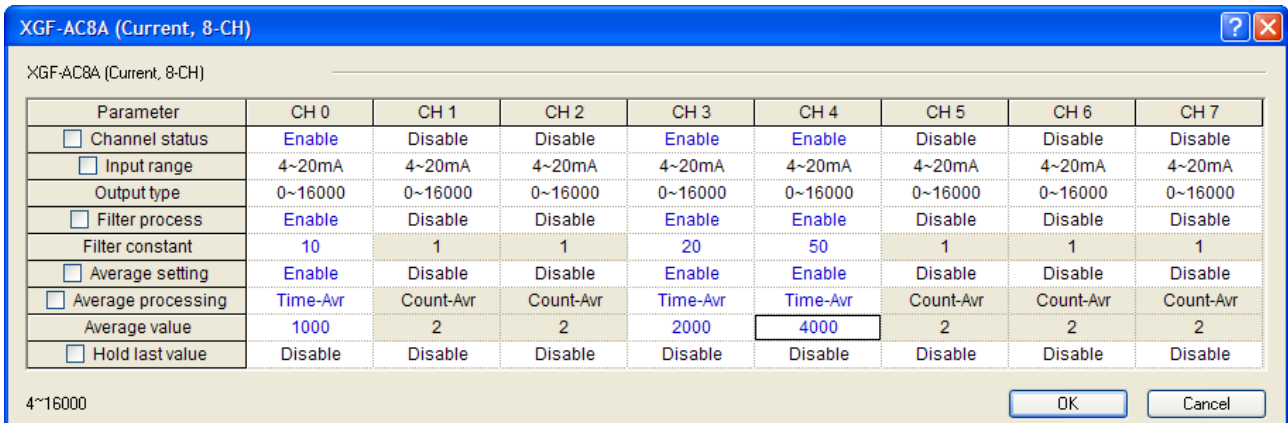 XGF-AC8A (Current, 8-CH)
XGF-AC8A (Current, 8-CH)
Parameter CH 0 CH 1 CH 2 CH 3 CH 4 CH 5 CH 6 CH 7
Channel status Enable Disable Disable Enable Enable Disable Disable Disable
Input range 4~20mA 4~20mA 4~20mA 4~20mA 4~20mA 4~20mA 4~20mA 4~20mA
Output type 0~16000 0~16000 0~16000 0~16000 0~16000 0~16000 0~16000 0~16000
Filter process Enable Disable Disable Enable Enable Disable Disable Disable
Filter constant 10 1 1 20 50 1 1 1
Average setting Enable Disable Disable Enable Enable Disable Disable Disable
Average processing Time-Avr Count-Avr Count-Avr Time-Avr Time-Avr Count-Avr Count-Avr Count-Avr
Average value 1000 2 2 2000 4000 2 2 2
Hold last value Disable Disable Disable Disable Disable Disable Disable Disable
4~16000 OK Cancel